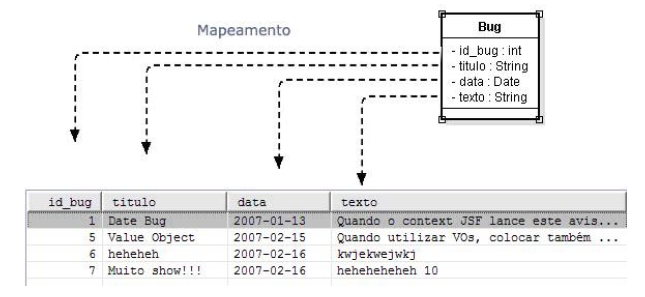 Mapeamento
Bug
- id_bug : int
- titulo : String
- data : Date
- texto : String
id_bug titulo data texto
1 Date Bug 2007-01-13 Quando o context JSF lance este avis...
5 Value Object 2007-02-15 Quando utilizar VOs, colocar também ...
6 heheheh 2007-02-16 kwjekwejwkj
7 Muito show!!! 2007-02-16 heheheheheh 10